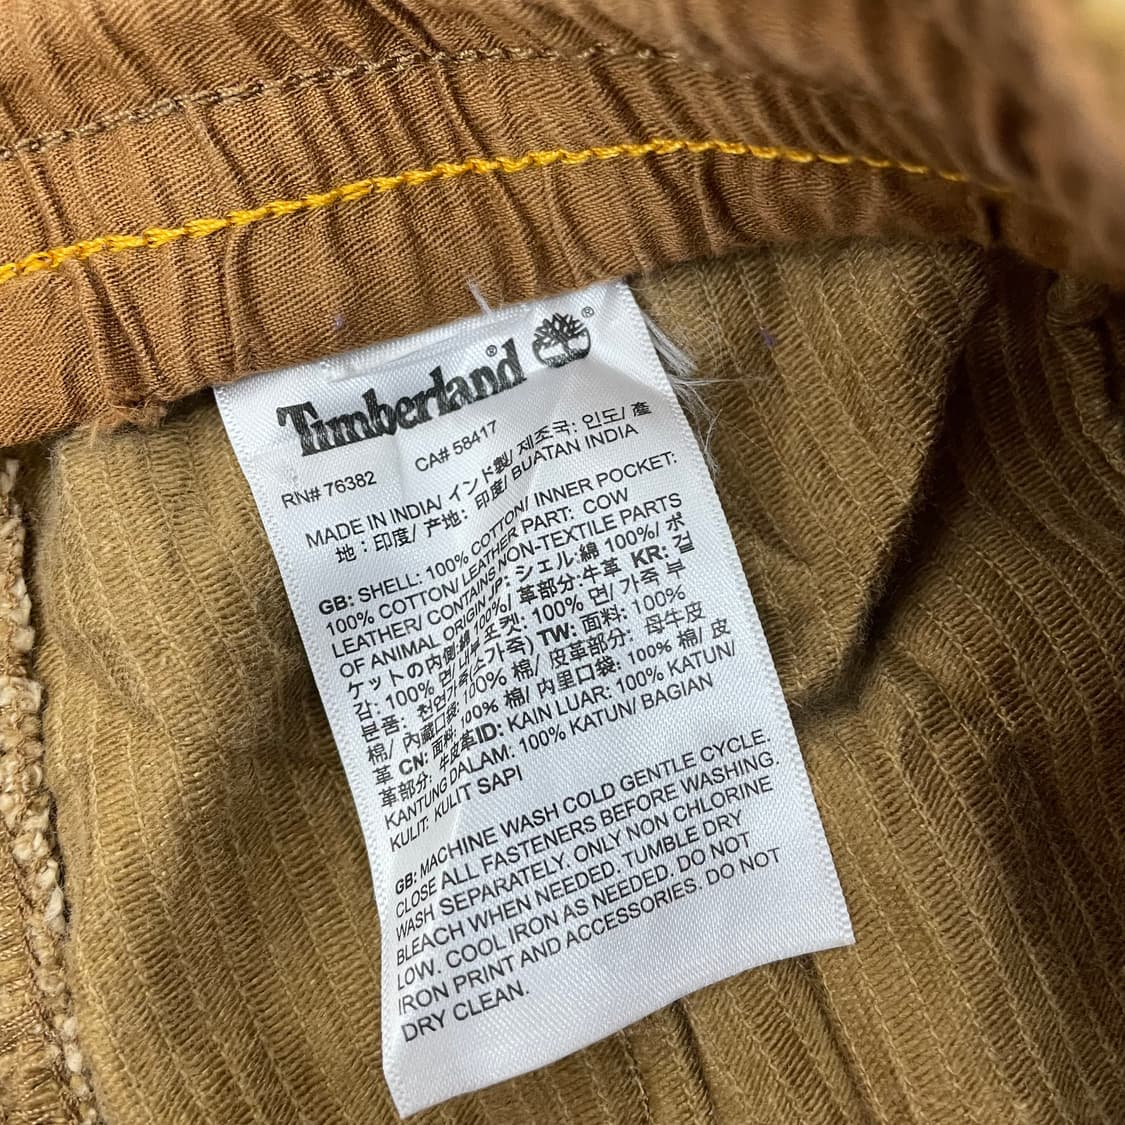 Timberland®
®
RN# 76382 CA# 58417
MADE IN INDIA/ インド製/ 제조국: 인도/ 產
地：印度/ 产地：印度/ BUATAN INDIA
GB: SHELL: 100% COTTON/ INNER POCKET:
100% COTTON/ LEATHER PART: COW
LEATHER/ CONTAINS NON-TEXTILE PARTS
OF ANIMAL ORIGIN JP: シェル:綿 100%/ ポ
ケットの内側:綿 100%/ 革部分:牛革 KR: 겉
감: 100% 면/ 내부 포켓: 100% 면/ 가죽 부
분품: 천연가죽(소가죽) TW: 面料: 100%
棉/ 內藏口袋: 100% 棉/ 皮革部分: 母牛皮
革 CN: 面料: 100% 棉/ 内里口袋: 100% 棉/ 皮
革部分: 牛皮革ID: KAIN LUAR: 100% KATUN/
KANTUNG DALAM: 100% KATUN/ BAGIAN
KULIT: KULIT SAPI
GB: MACHINE WASH COLD GENTLE CYCLE.
CLOSE ALL FASTENERS BEFORE WASHING.
WASH SEPARATELY. ONLY NON CHLORINE
BLEACH WHEN NEEDED. TUMBLE DRY
LOW. COOL IRON AS NEEDED. DO NOT
IRON PRINT AND ACCESSORIES. DO NOT
DRY CLEAN.